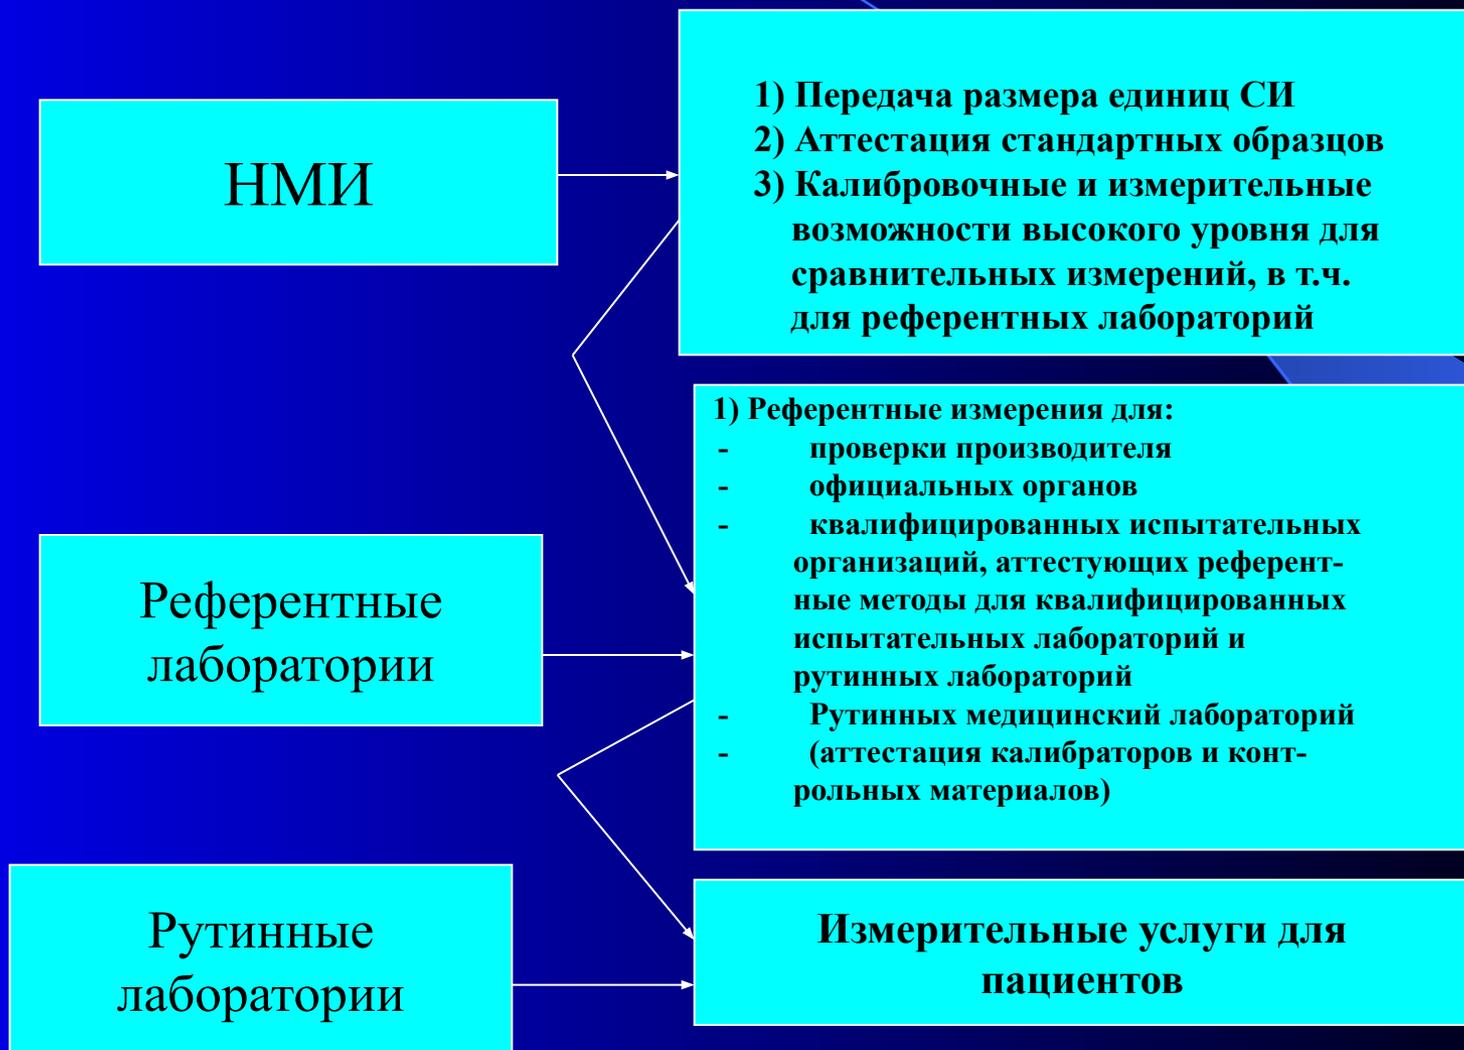 НМИ
1) Передача размера единиц СИ
2) Аттестация стандартных образцов
3) Калибровочные и измерительные
возможности высокого уровня для
сравнительных измерений, в т.ч.
для референтных лабораторий
Референтные
лаборатории
1) Референтные измерения для:
- проверки производителя
- официальных органов
- квалифицированных испытательных
организаций, аттестующих референт-
ные методы для квалифицированных
испытательных лабораторий и
рутинных лабораторий
- Рутинных медицинский лабораторий
- (аттестация калибраторов и конт-
рольных материалов)
Рутинные
лаборатории
Измерительные услуги для
пациентов